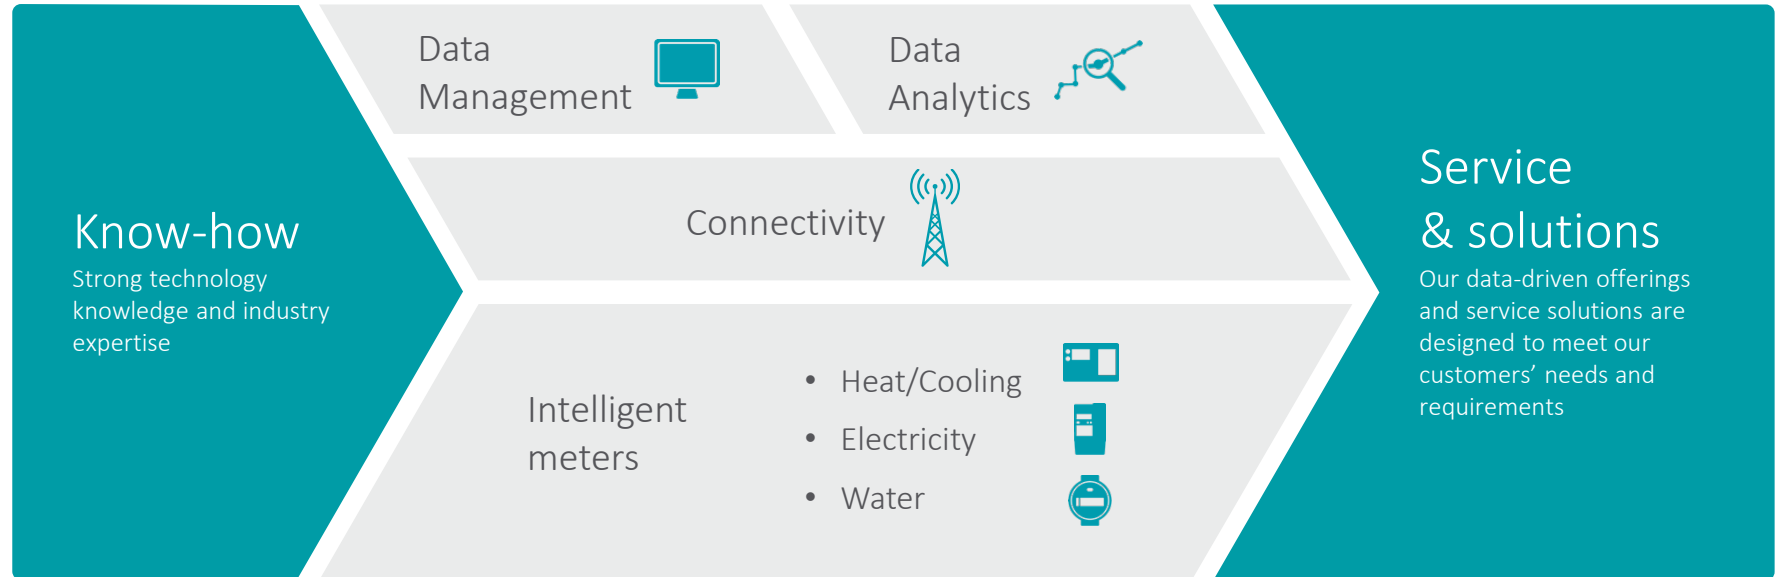 Know-how
Strong technology
knowledge and industry
expertise
Data
Management
Data
Analytics
Connectivity
Intelligent
meters
• Heat/Cooling
• Electricity
• Water
Service
& solutions
Our data-driven offerings
and service solutions are
designed to meet our
customers’ needs and
requirements